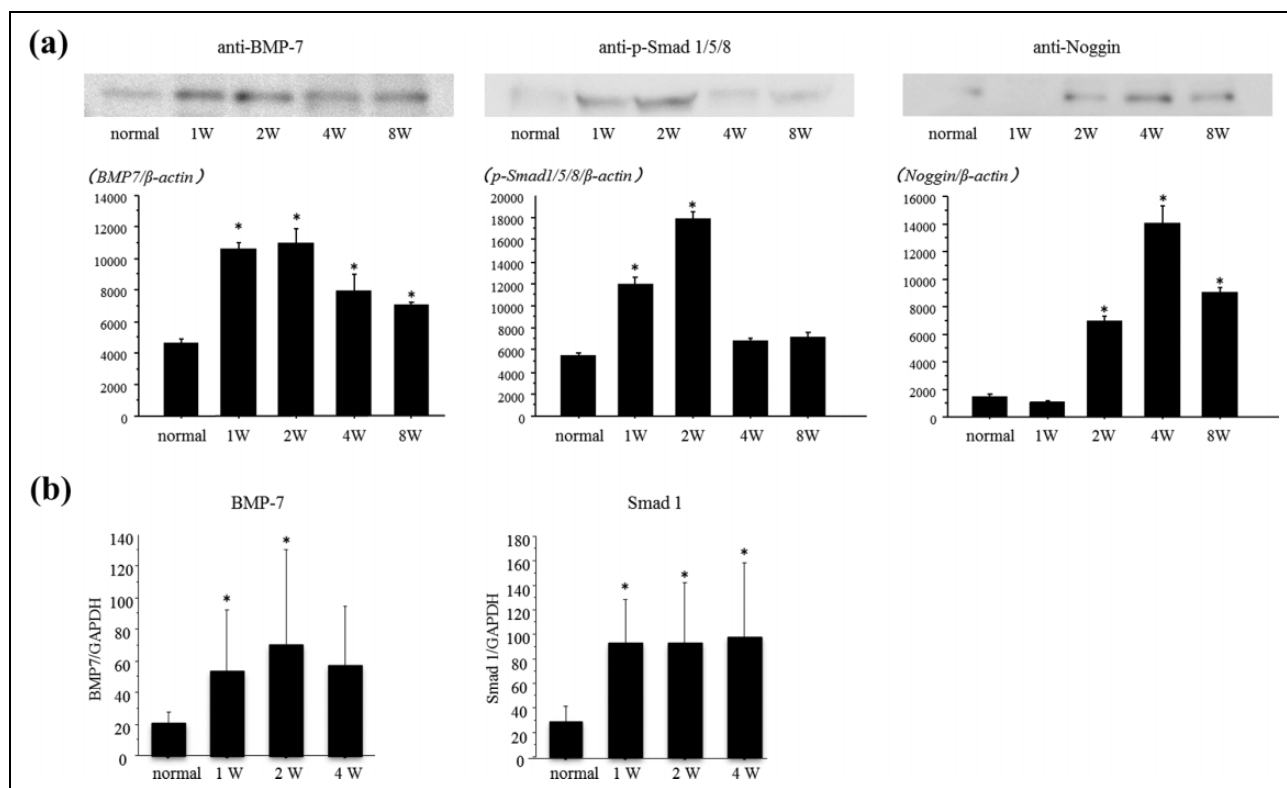 (a)
anti-BMP-7
anti-p-Smad 1/5/8
anti-Noggin
normal 1W 2W 4W 8W
normal 1W 2W 4W 8W
normal 1W 2W 4W 8W
(BMP7/β-actin)
14000
12000
10000
8000
6000
4000
2000
0
* * * *
normal 1W 2W 4W 8W
(p-Smad1/5/8/β-actin)
20000
18000
16000
14000
12000
10000
8000
6000
4000
2000
0
* *
normal 1W 2W 4W 8W
(Noggin/β-actin)
16000
14000
12000
10000
8000
6000
4000
2000
0
* * *
normal 1W 2W 4W 8W
(b)
BMP-7
BMP7/GAPDH
140
120
100
80
60
40
20
0
* *
normal 1 W 2 W 4 W
Smad 1
Smad 1/GAPDH
180
160
140
120
100
80
60
40
20
0
* * *
normal 1 W 2 W 4 W